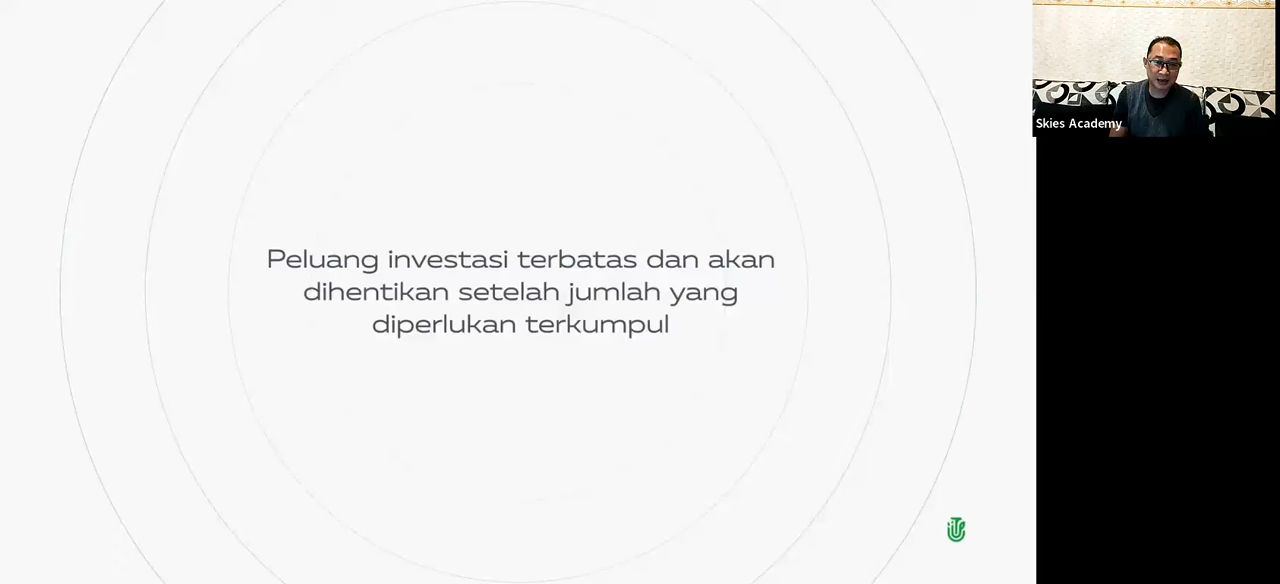 Peluang investasi terbatas dan akan
dihentikan setelah jumlah yang
diperlukan terkumpul
Skies Academy